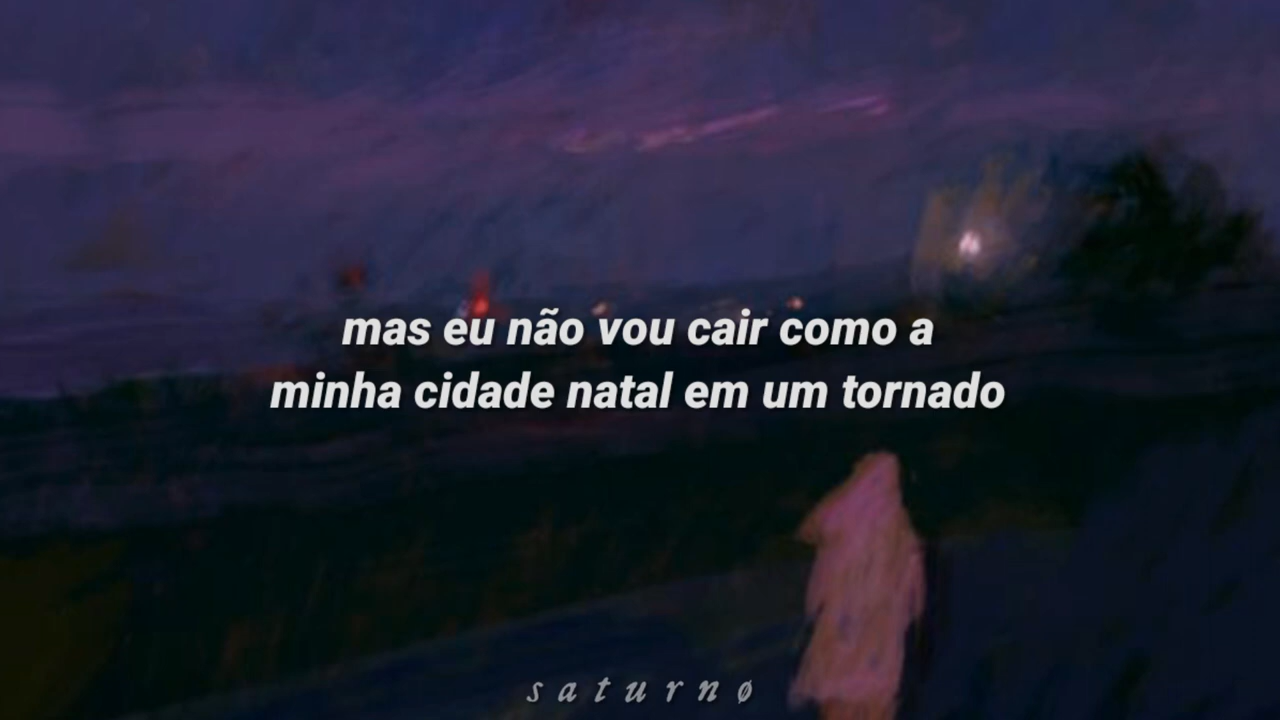 mas eu não vou cair como a
minha cidade natal em um tornado
saturnø